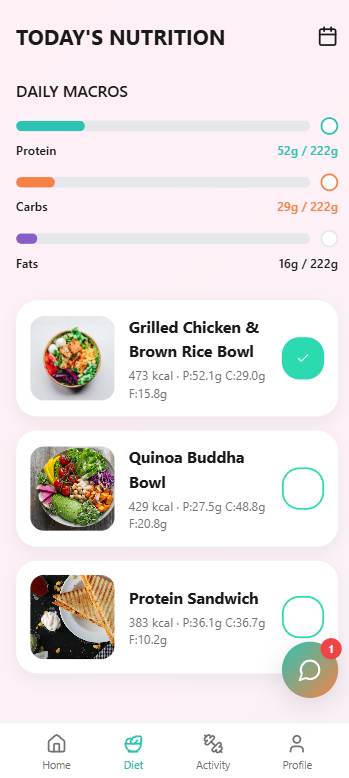 TODAY'S NUTRITION
DAILY MACROS
Protein 52g / 222g
Carbs 29g / 222g
Fats 16g / 222g
Grilled Chicken &
Brown Rice Bowl
473 kcal · P:52.1g C:29.0g
F:15.8g
Quinoa Buddha
Bowl
429 kcal · P:27.5g C:48.8g
F:20.8g
Protein Sandwich
383 kcal · P:36.1g C:36.7g
F:10.2g
1
Home Diet Activity Profile